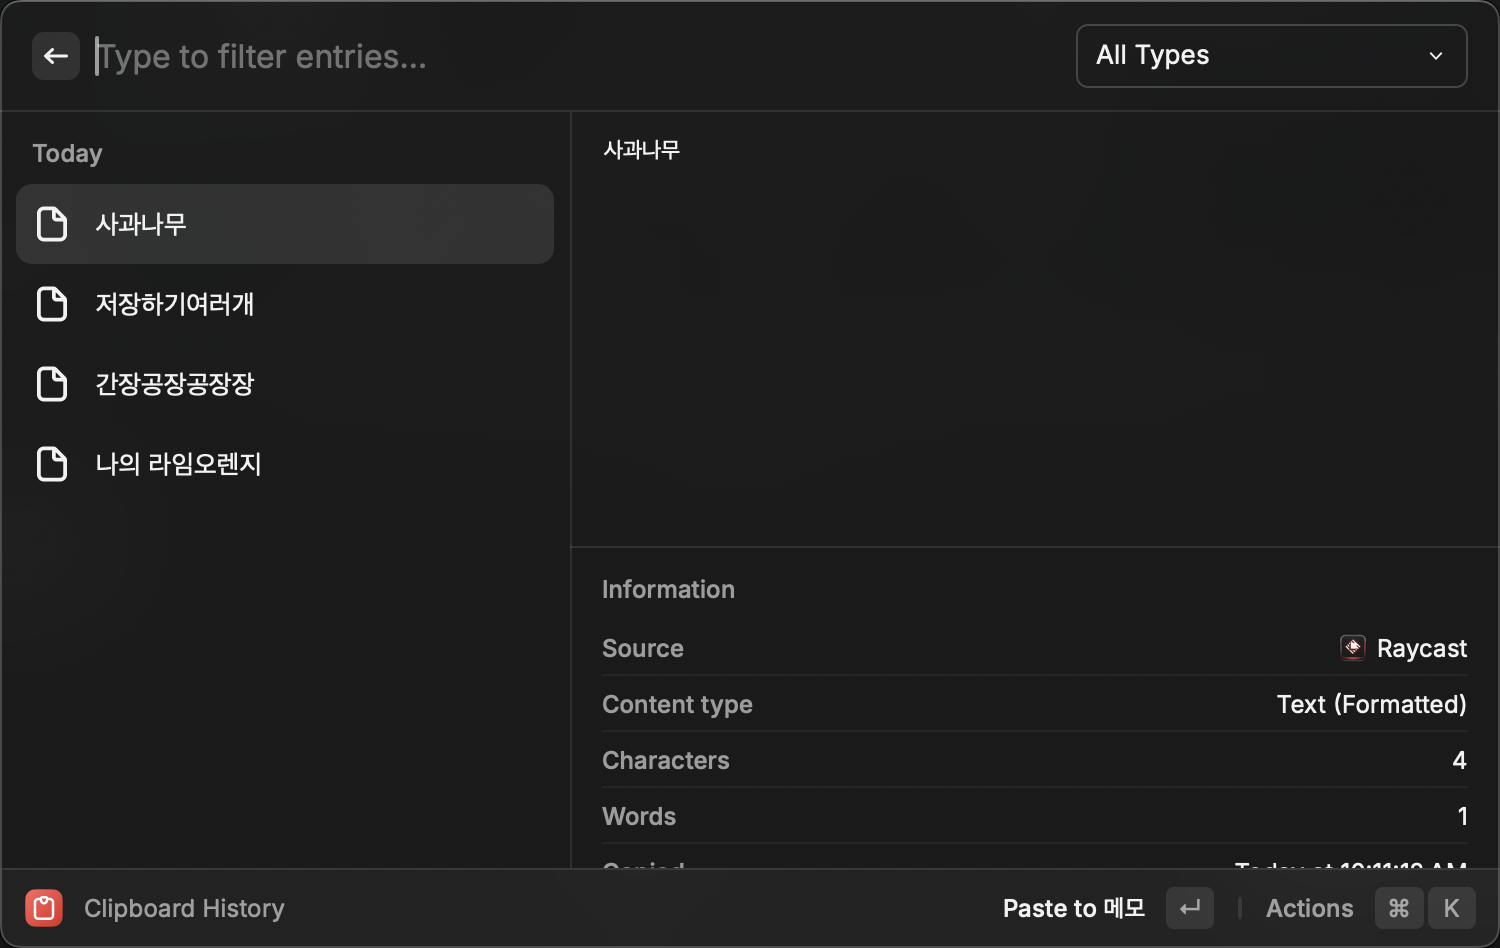 Type to filter entries...
All Types
Today
사과나무
저장하기여러개
간장공장공장장
나의 라임오렌지
사과나무
Information
Source Raycast
Content type Text (Formatted)
Characters 4
Words 1
Clipboard History
Paste to 메모
Actions ⌘ K